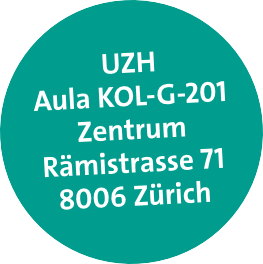 UZH
Aula KOL-G-201
Zentrum
Rämistrasse 71
8006 Zürich